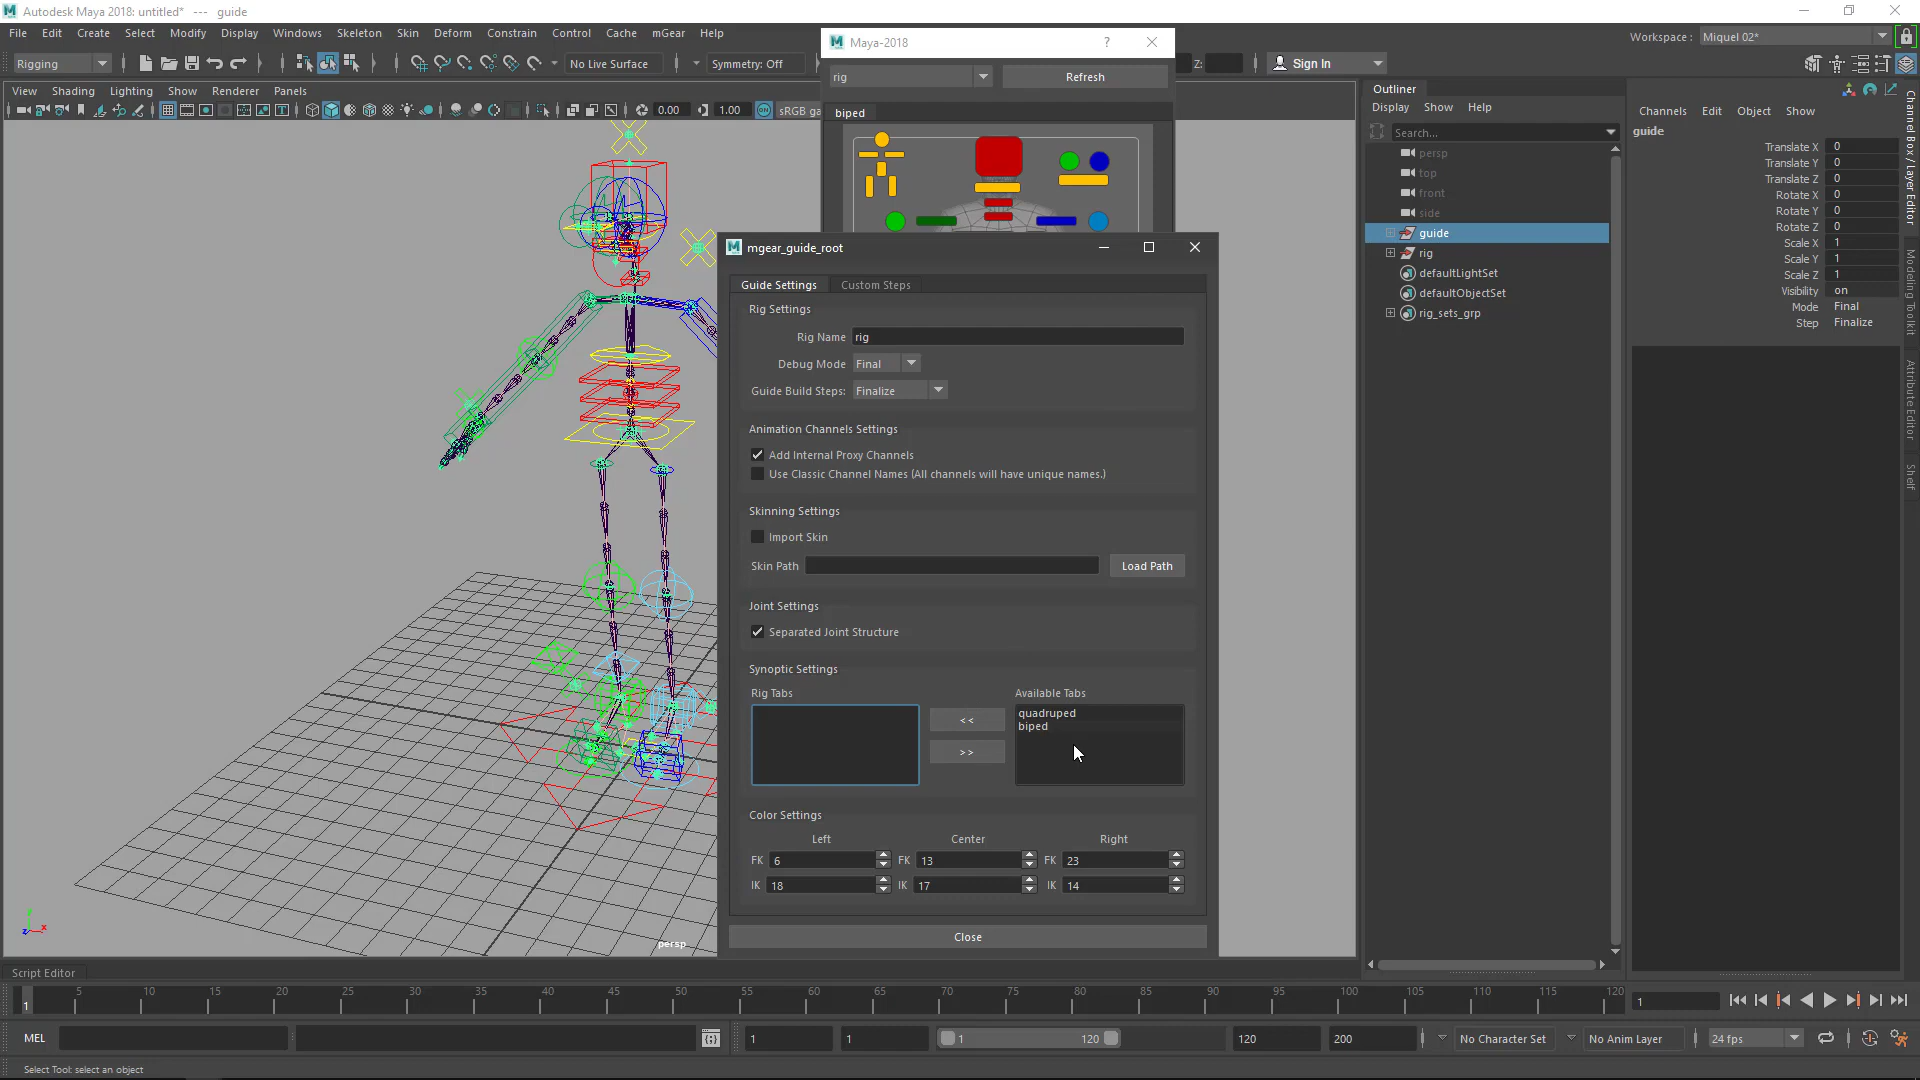 Autodesk Maya 2018: untitled* --- guide
File Edit Create Select Modify Display Windows Skeleton Skin Deform Constrain Control Cache mGear Help
Workspace : Miquel 02*
Rigging
No Live Surface
Symmetry: Off
Z:
Sign In
View Shading Lighting Show Renderer Panels
0.00
1.00
sRGB ga
Maya-2018
?
rig
Refresh
biped
mgear_guide_root
Guide Settings Custom Steps
Rig Settings
Rig Name rig
Debug Mode Final
Guide Build Steps: Finalize
Animation Channels Settings
Add Internal Proxy Channels
Use Classic Channel Names (All channels will have unique names.)
Skinning Settings
Import Skin
Skin Path
Load Path
Joint Settings
Separated Joint Structure
Synoptic Settings
Rig Tabs
<<
>>
Available Tabs
quadruped
biped
Color Settings
Left Center Right
FK 6 FK 13 FK 23
IK 18 IK 17 IK 14
Close
persp
z x
Outliner
Display Show Help
Search...
persp
top
front
side
guide
rig
defaultLightSet
defaultObjectSet
rig_sets_grp
Channels Edit Object Show
guide
Translate X 0
Translate Y 0
Translate Z 0
Rotate X 0
Rotate Y 0
Rotate Z 0
Scale X 1
Scale Y 1
Scale Z 1
Visibility on
Mode Final
Step Finalize
Channel Box / Layer Editor
Modeling Toolkit
Attribute Editor
Shelf
Script Editor
1 5 10 15 20 25 30 35 40 45 50 55 60 65 70 75 80 85 90 95 100 105 110 115 120
1
MEL
1 1 1 120 120 200
No Character Set
No Anim Layer
24 fps
Select Tool: select an object